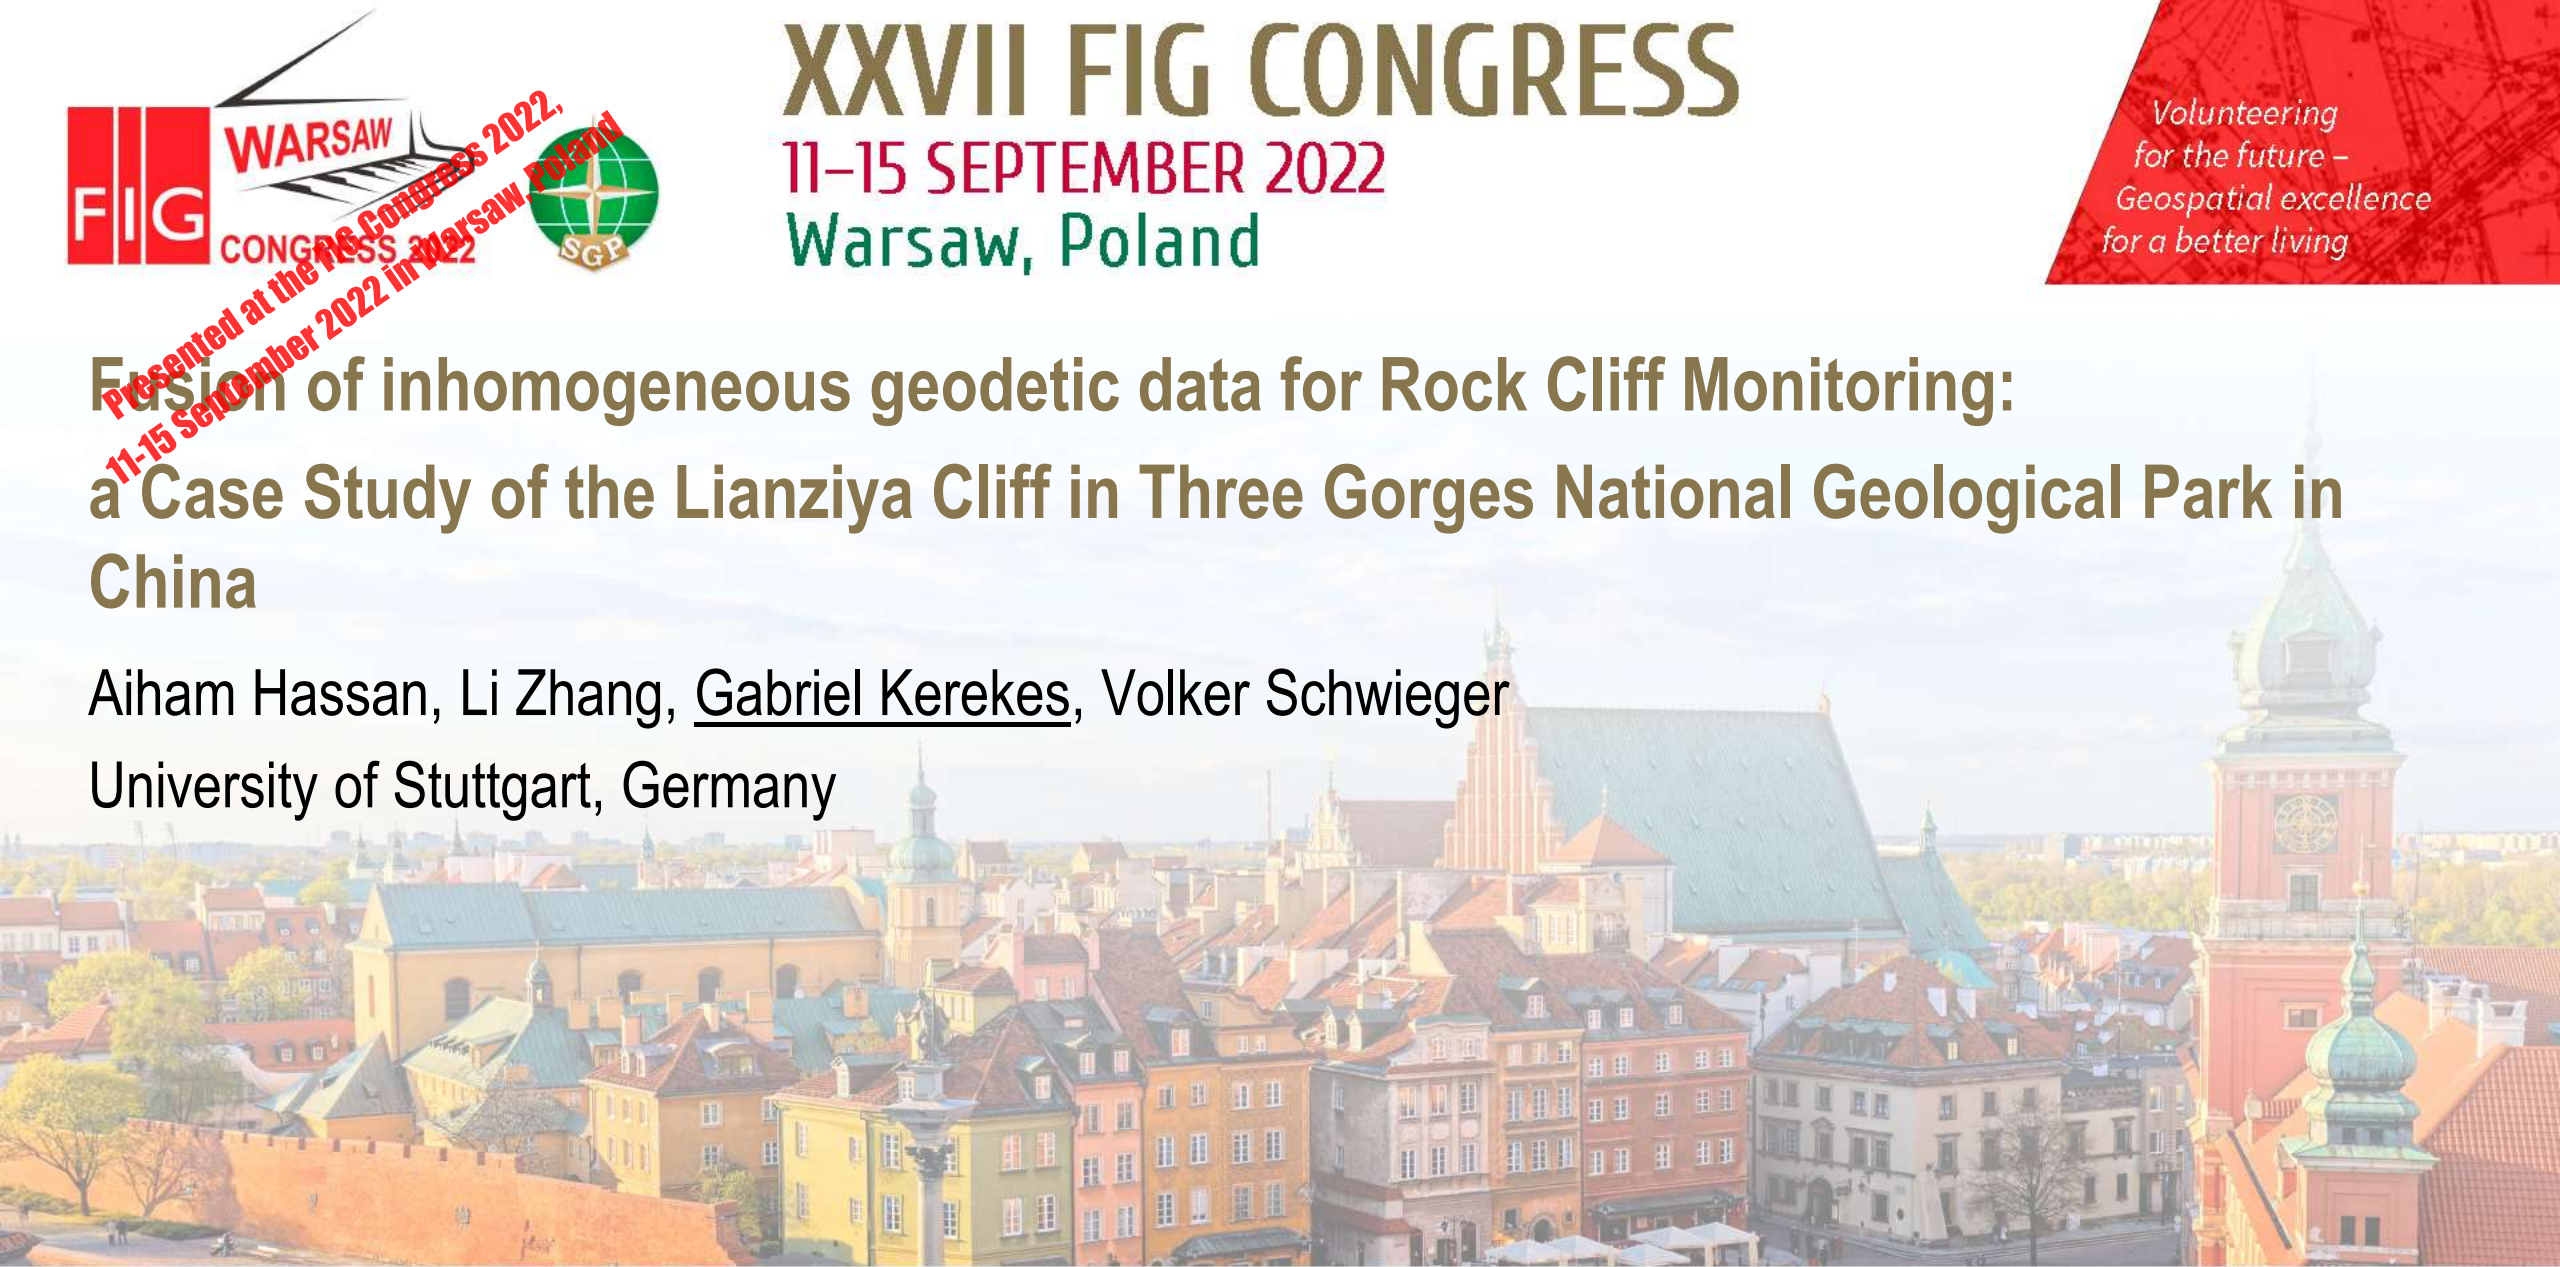 FIG
WARSAW
CONGRESS 2022
SGP
XXVII FIG CONGRESS
11–15 SEPTEMBER 2022
Warsaw, Poland
Volunteering
for the future –
Geospatial excellence
for a better living
Presented at the FIG Congress 2022,
11-15 September 2022 in Warsaw, Poland
Fusion of inhomogeneous geodetic data for Rock Cliff Monitoring:
a Case Study of the Lianziya Cliff in Three Gorges National Geological Park in
China
Aiham Hassan, Li Zhang, Gabriel Kerekes, Volker Schwieger
University of Stuttgart, Germany